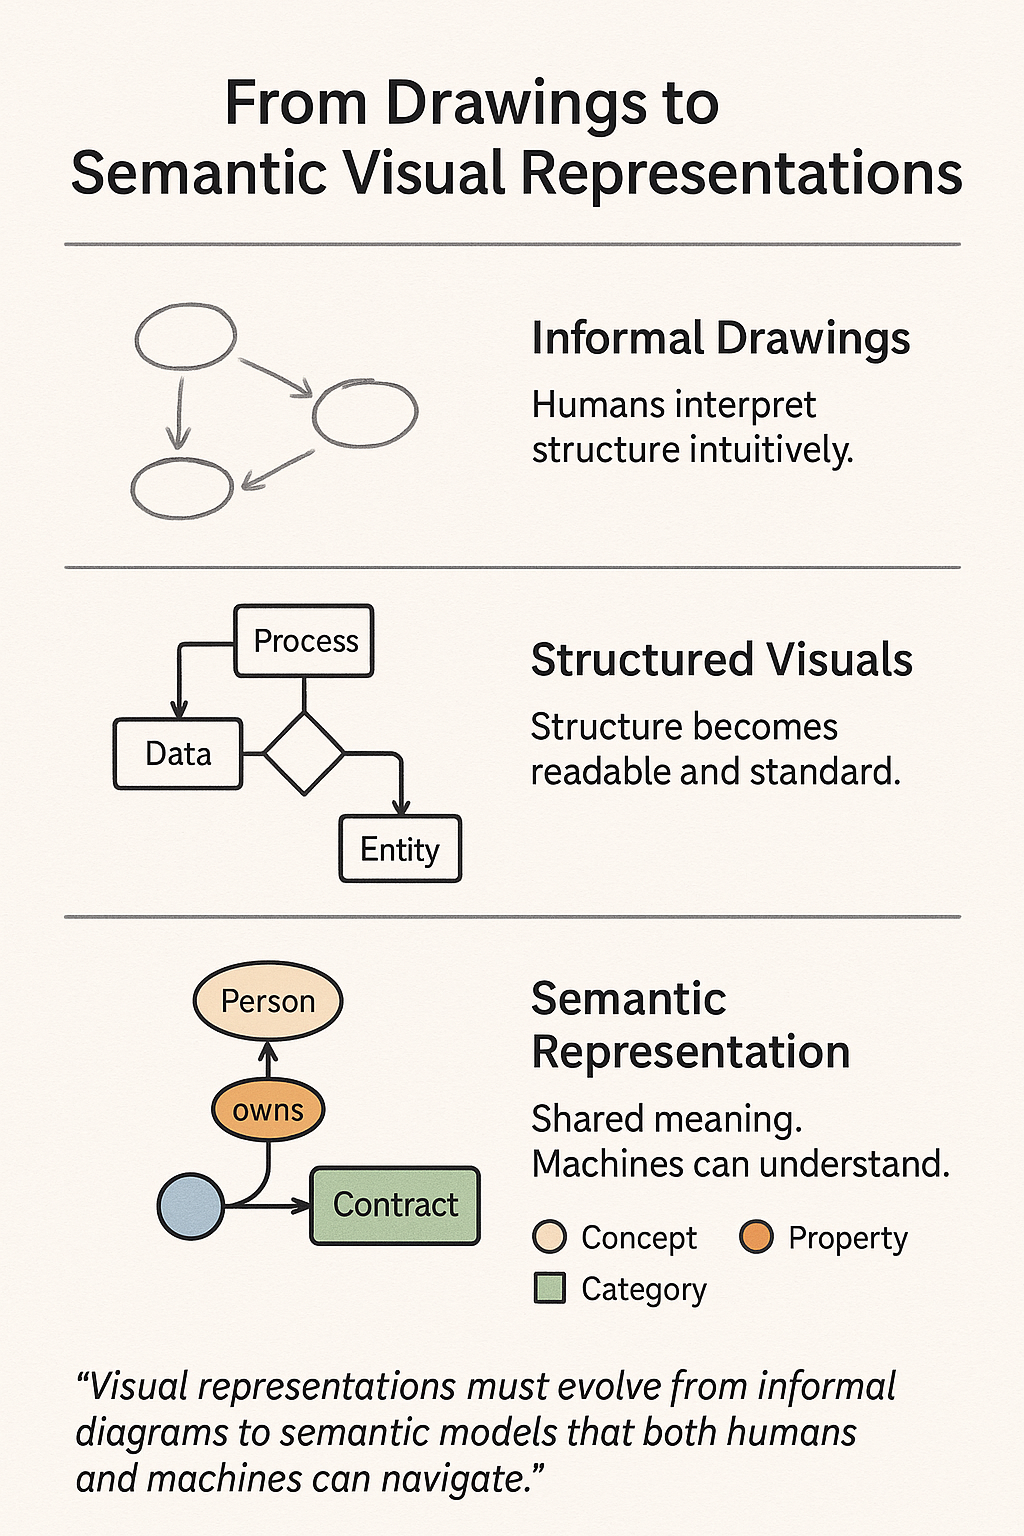 From Drawings to
Semantic Visual Representations
Informal Drawings
Humans interpret
structure intuitively.
Process
Data
Entity
Structured Visuals
Structure becomes
readable and standard.
Person
owns
Contract
Semantic
Representation
Shared meaning.
Machines can understand.
Concept
Property
Category
“Visual representations must evolve from informal
diagrams to semantic models that both humans
and machines can navigate.”